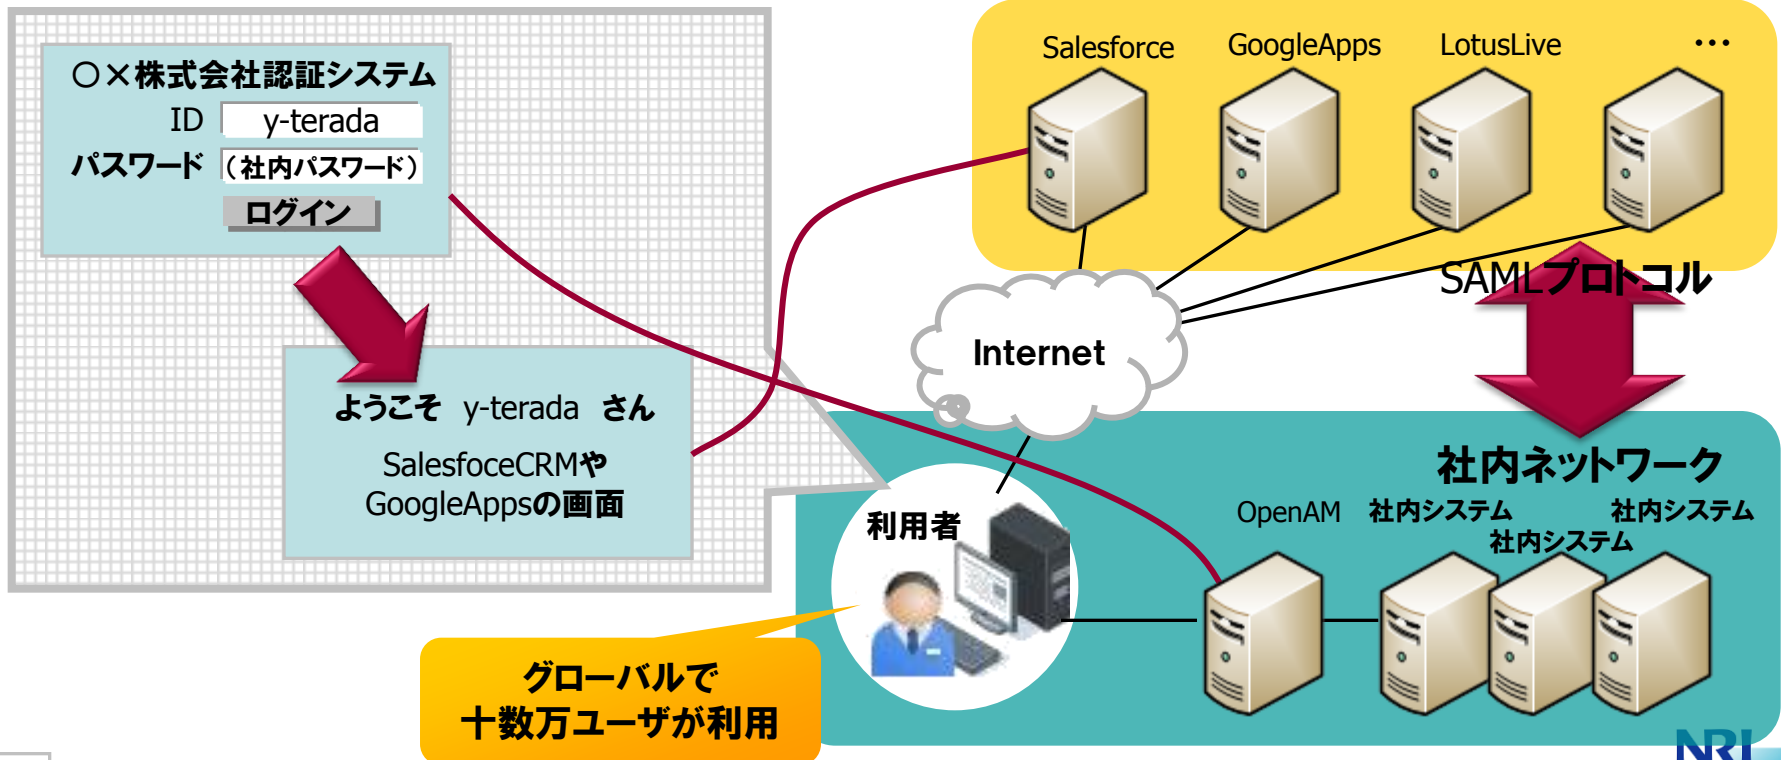 ○×株式会社認証システム
ID y-terada
パスワード （社内パスワード）
ログイン
ようこそ y-terada さん
SalesfoceCRMや
GoogleAppsの画面
Salesforce GoogleApps LotusLive …
SAMLプロトコル
Internet
社内ネットワーク
利用者
OpenAM 社内システム 社内システム
社内システム
グローバルで
十数万ユーザが利用
NRI